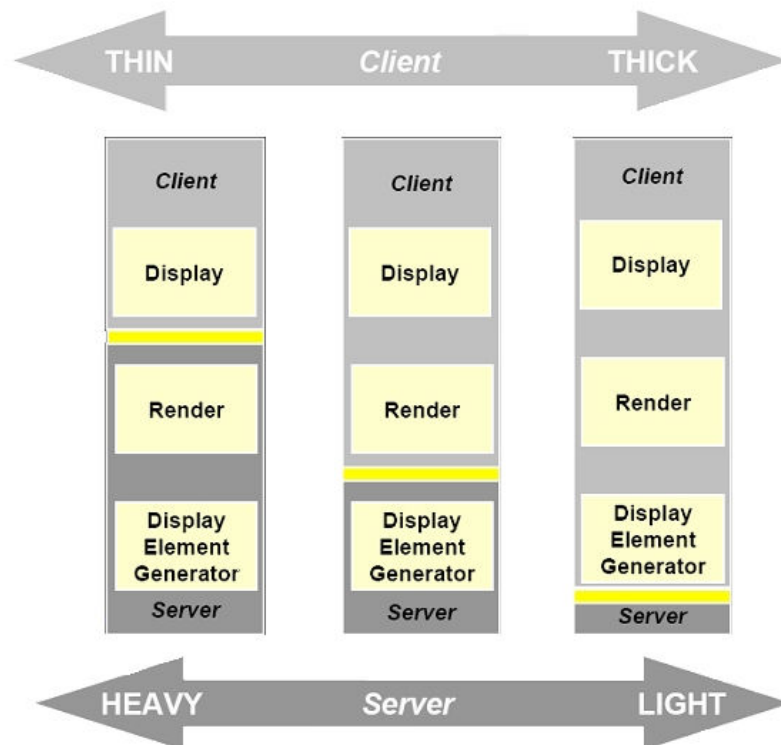 THIN Client THICK
Client Client Client
Display Display Display
Render Render Render
Display Display Display
Element Element Element
Generator Generator Generator
Server Server Server
HEAVY Server LIGHT